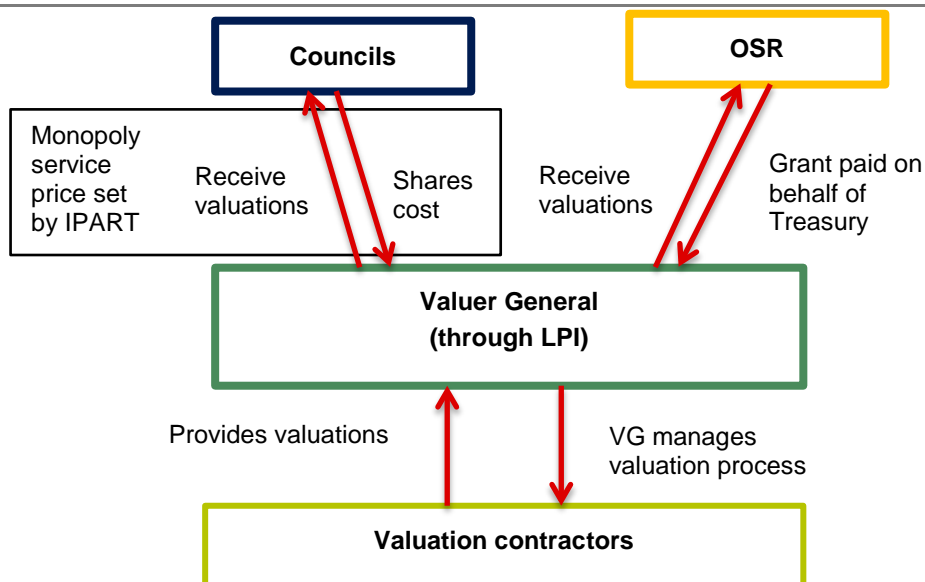 Councils
OSR
Monopoly
service
price set
by IPART
Receive
valuations
Shares
cost
Receive
valuations
Grant paid on
behalf of
Treasury
Valuer General
(through LPI)
Provides valuations
VG manages
valuation process
Valuation contractors